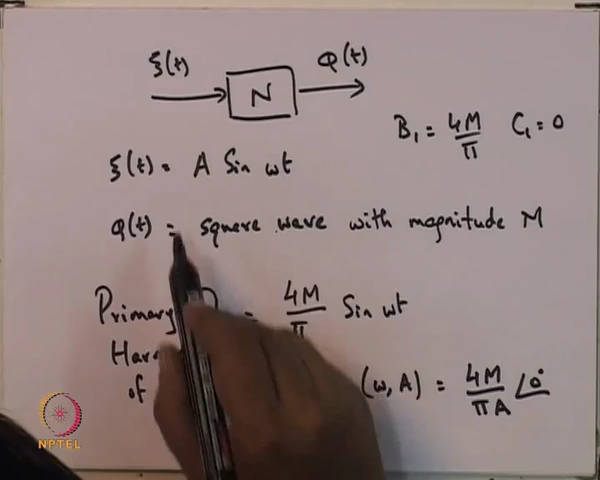 ξ(t) Q(t)
N
B₁ = 4M/π C₁ = 0
ξ(t) = A Sin ωt
Q(t) = square wave with magnitude M
Primary = 4M/π Sin ωt
of (ω, A) = 4M/πA ∠0°
NPTEL